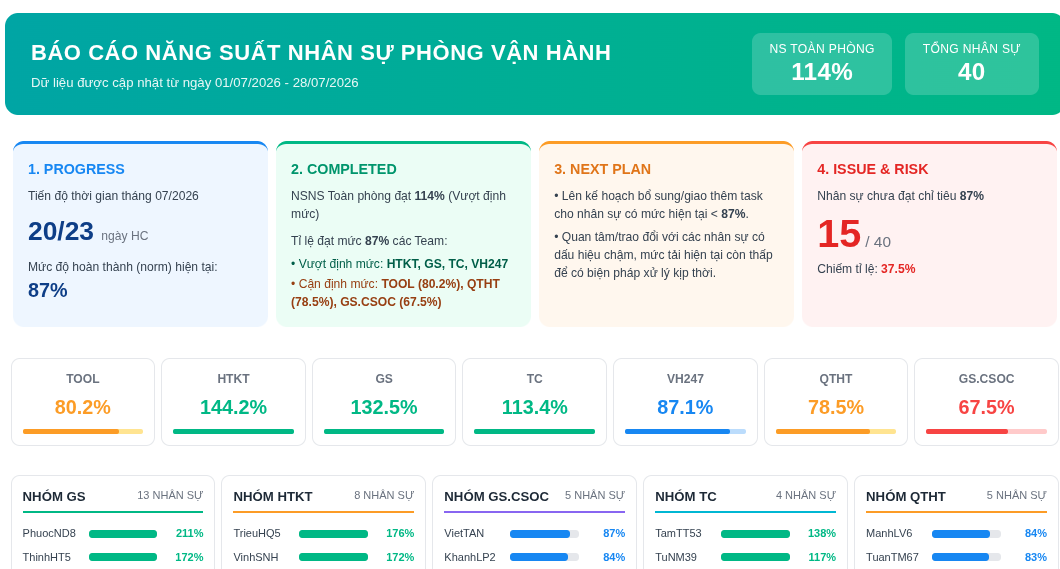 BÁO CÁO NĂNG SUẤT NHÂN SỰ PHÒNG VẬN HÀNH
Dữ liệu được cập nhật từ ngày 01/07/2026 - 28/07/2026
NS TOÀN PHÒNG
114%
TỔNG NHÂN SỰ
40
1. PROGRESS
Tiến độ thời gian tháng 07/2026
20/23 ngày HC
Mức độ hoàn thành (norm) hiện tại:
87%
2. COMPLETED
NSNS Toàn phòng đạt 114% (Vượt định
mức)
Tỉ lệ đạt mức 87% các Team:
• Vượt định mức: HTKT, GS, TC, VH247
• Cận định mức: TOOL (80.2%), QTHT
(78.5%), GS.CSOC (67.5%)
3. NEXT PLAN
• Lên kế hoạch bổ sung/giao thêm task
cho nhân sự có mức hiện tại < 87%.
• Quan tâm/trao đổi với các nhân sự có
dấu hiệu chậm, mức tải hiện tại còn thấp
để có biện pháp xử lý kịp thời.
4. ISSUE & RISK
Nhân sự chưa đạt chỉ tiêu 87%
15 / 40
Chiếm tỉ lệ: 37.5%
TOOL
80.2%
HTKT
144.2%
GS
132.5%
TC
113.4%
VH247
87.1%
QTHT
78.5%
GS.CSOC
67.5%
NHÓM GS 13 NHÂN SỰ
PhuocND8 211%
ThinhHT5 172%
NHÓM HTKT 8 NHÂN SỰ
TrieuHQ5 176%
VinhSNH 172%
NHÓM GS.CSOC 5 NHÂN SỰ
VietTAN 87%
KhanhLP2 84%
NHÓM TC 4 NHÂN SỰ
TamTT53 138%
TuNM39 117%
NHÓM QTHT 5 NHÂN SỰ
ManhLV6 84%
TuanTM67 83%